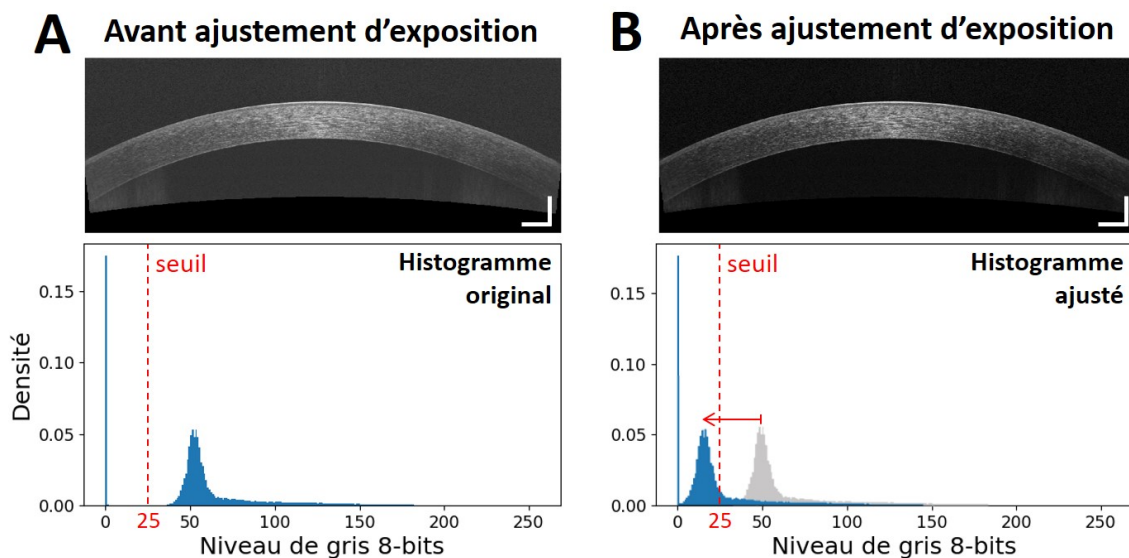 A
Avant ajustement d’exposition
seuil
Histogramme
original
Densité
0.15
0.10
0.05
0.00
0
25
50
100
150
200
250
Niveau de gris 8-bits
B
Après ajustement d’exposition
seuil
Histogramme
ajusté
0.15
0.10
0.05
0.00
0
25
50
100
150
200
250
Niveau de gris 8-bits